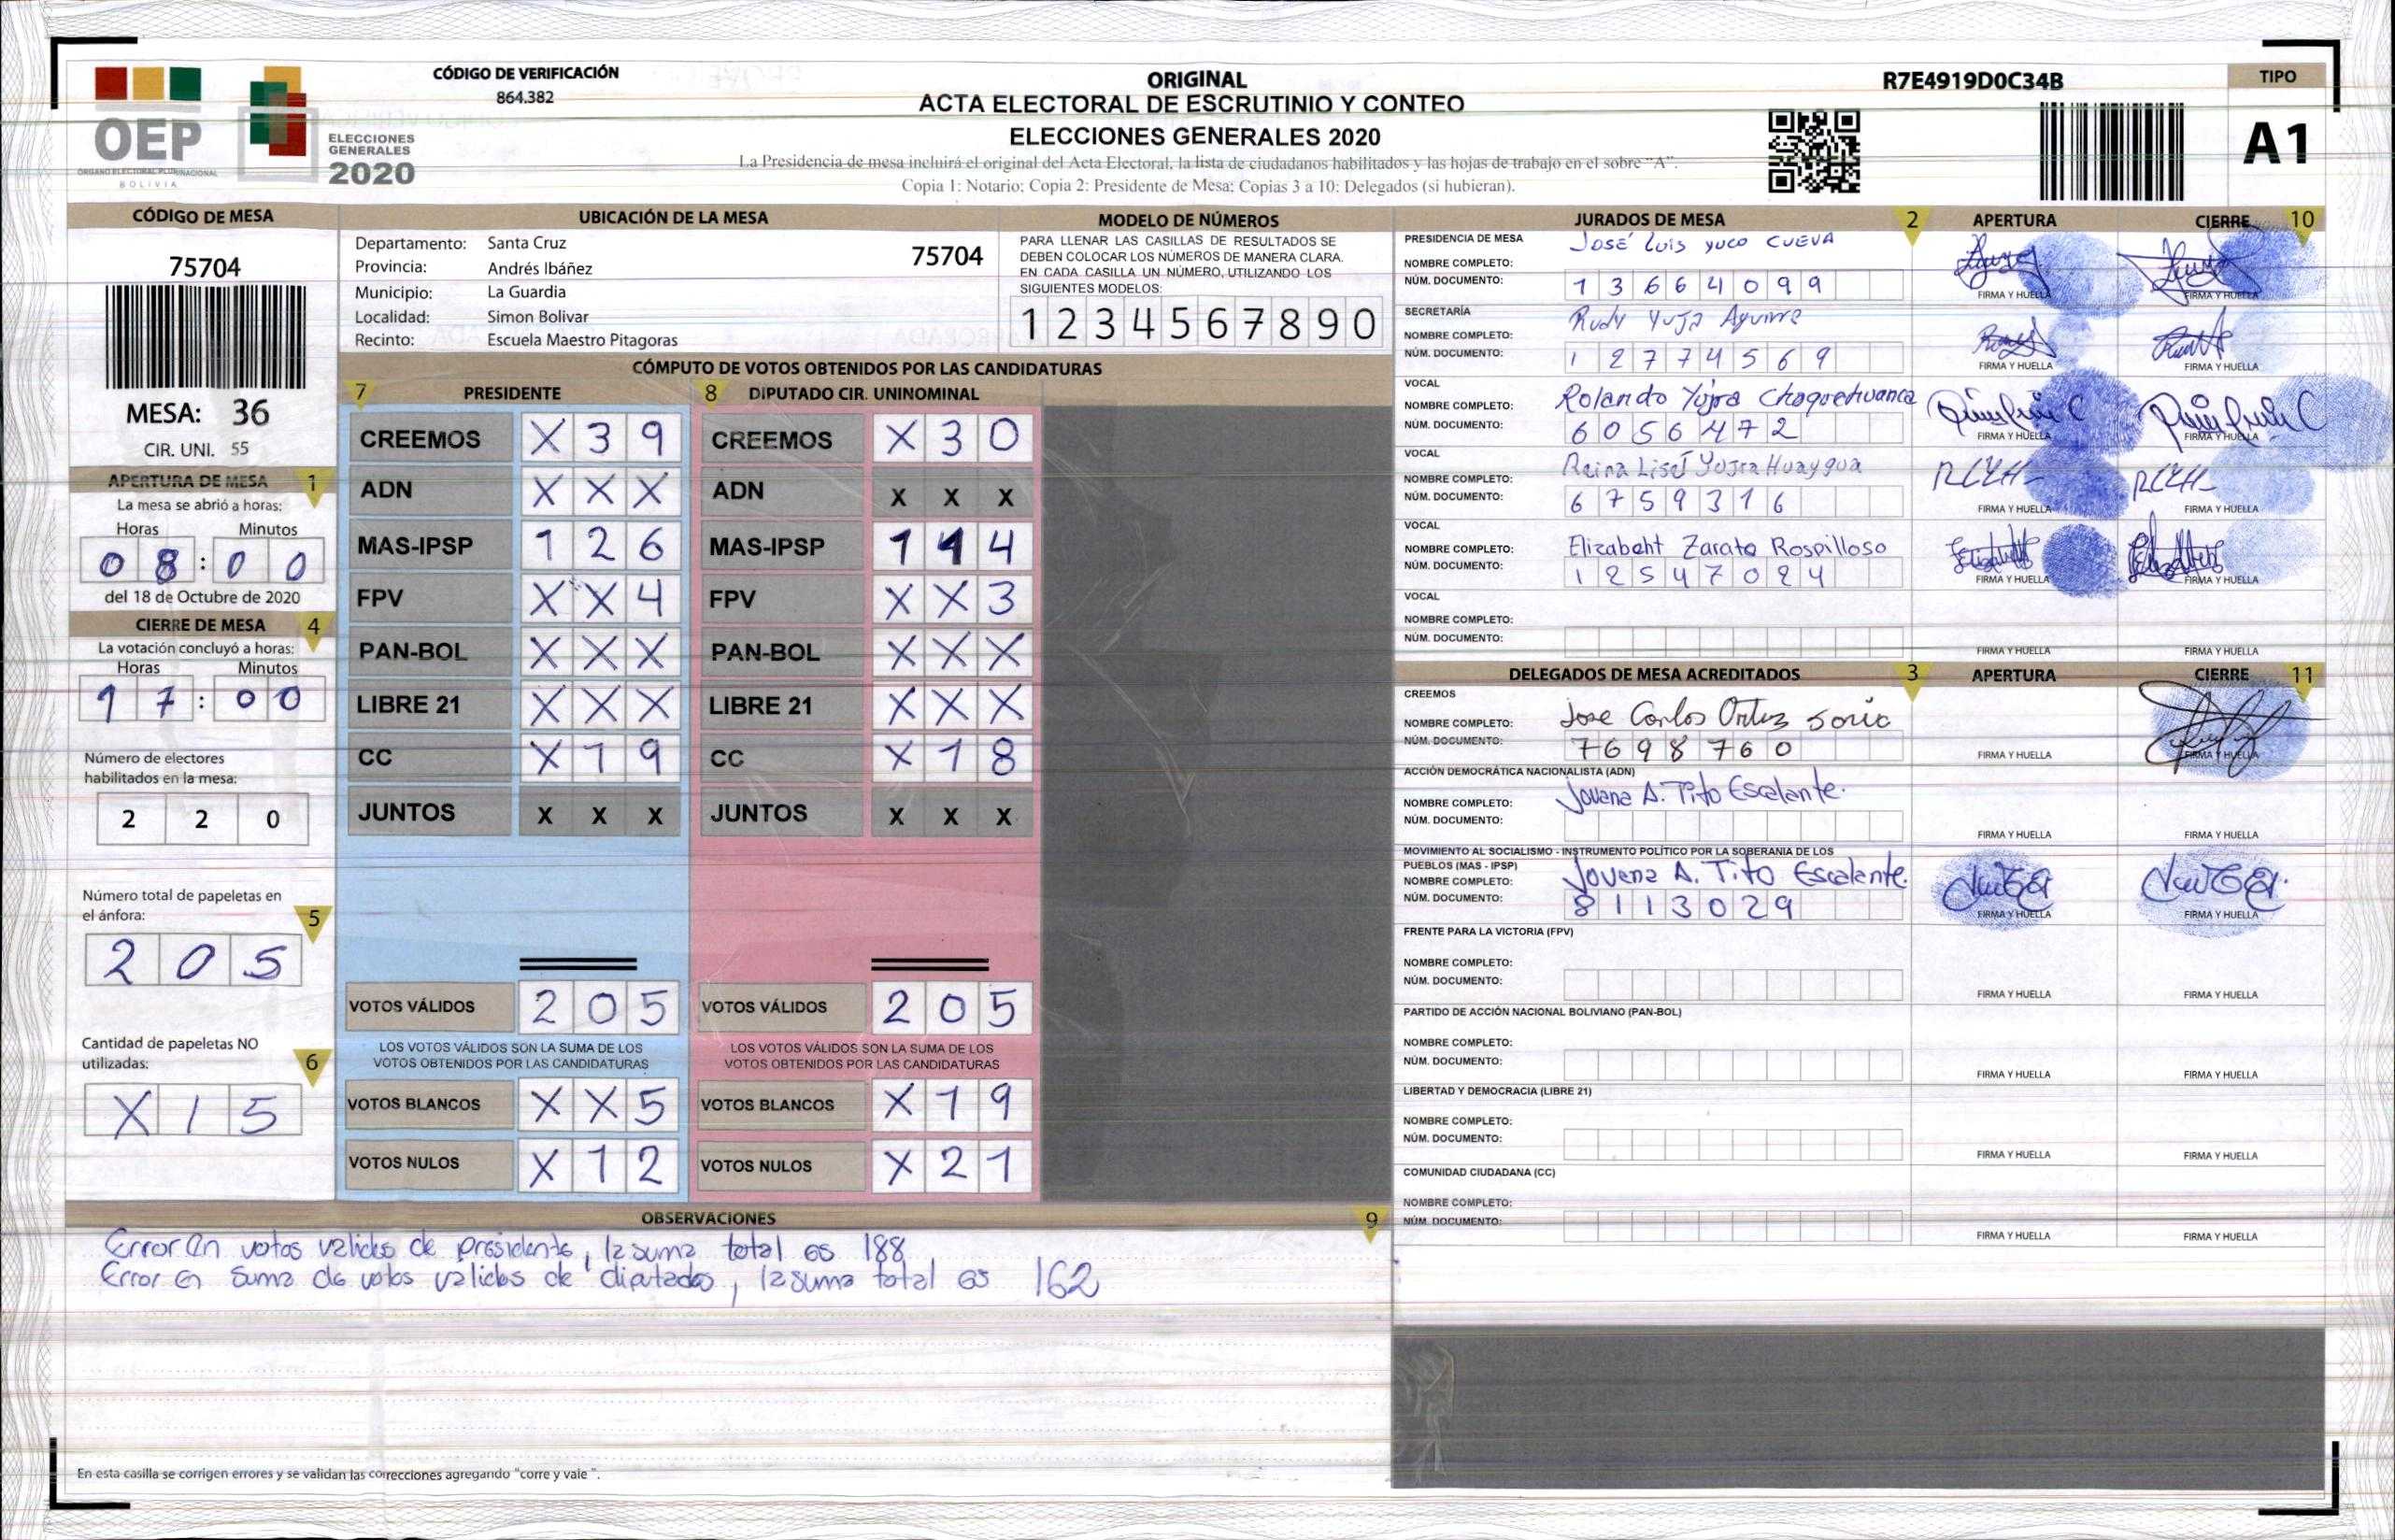 CÓDIGO DE VERIFICACIÓN
864.382
ORIGINAL
ACTA ELECTORAL DE ESCRUTINIO Y CONTEO
ELECCIONES GENERALES 2020
La Presidencia de mesa incluirá el original del Acta Electoral, la lista de ciudadanos habilitados y las hojas de trabajo en el sobre "A".
Copia 1: Notario; Copia 2: Presidente de Mesa; Copias 3 a 10: Delegados (si hubieran).
R7E4919D0C34B
TIPO
A1
OEP
ÓRGANO ELECTORAL PLURINACIONAL
BOLIVIA
ELECCIONES
GENERALES
2020
CÓDIGO DE MESA
75704
MESA: 36
CIR. UNI. 55
APERTURA DE MESA 1
La mesa se abrió a horas:
Horas Minutos
0 8 : 0 0
del 18 de Octubre de 2020
CIERRE DE MESA 4
La votación concluyó a horas:
Horas Minutos
1 7 : 0 0
Número de electores
habilitados en la mesa:
2 2 0
Número total de papeletas en
el ánfora: 5
2 0 5
Cantidad de papeletas NO
utilizadas: 6
X 1 5
UBICACIÓN DE LA MESA
Departamento: Santa Cruz 75704
Provincia: Andrés Ibáñez
Municipio: La Guardia
Localidad: Simon Bolivar
Recinto: Escuela Maestro Pitagoras
MODELO DE NÚMEROS
PARA LLENAR LAS CASILLAS DE RESULTADOS SE
DEBEN COLOCAR LOS NÚMEROS DE MANERA CLARA.
EN CADA CASILLA UN NÚMERO, UTILIZANDO LOS
SIGUIENTES MODELOS:
1 2 3 4 5 6 7 8 9 0
CÓMPUTO DE VOTOS OBTENIDOS POR LAS CANDIDATURAS
7 PRESIDENTE
CREEMOS X 3 9
ADN X X X
MAS-IPSP 1 2 6
FPV X X 4
PAN-BOL X X X
LIBRE 21 X X X
CC X 1 9
JUNTOS X X X
VOTOS VÁLIDOS 2 0 5
LOS VOTOS VÁLIDOS SON LA SUMA DE LOS
VOTOS OBTENIDOS POR LAS CANDIDATURAS
VOTOS BLANCOS X X 5
VOTOS NULOS X 1 2
8 DIPUTADO CIR. UNINOMINAL
CREEMOS X 3 0
ADN X X X
MAS-IPSP 1 1 4
FPV X X 3
PAN-BOL X X X
LIBRE 21 X X X
CC X 1 8
JUNTOS X X X
VOTOS VÁLIDOS 2 0 5
LOS VOTOS VÁLIDOS SON LA SUMA DE LOS
VOTOS OBTENIDOS POR LAS CANDIDATURAS
VOTOS BLANCOS X 1 9
VOTOS NULOS X 2 1
OBSERVACIONES 9
Error en votos validos de presidente, la suma total es 188
Error en suma de votos validos de diputados, la suma total es 162
En esta casilla se corrigen errores y se validan las correcciones agregando "corre y vale ".
JURADOS DE MESA 2 APERTURA CIERRE 10
PRESIDENCIA DE MESA
NOMBRE COMPLETO: José Luis Yuco Cueva
NÚM. DOCUMENTO: 1 3 6 6 4 0 9 9
FIRMA Y HUELLA FIRMA Y HUELLA
SECRETARÍA
NOMBRE COMPLETO: Rudy Yuja Aguirre
NÚM. DOCUMENTO: 1 2 7 7 4 5 6 9
FIRMA Y HUELLA FIRMA Y HUELLA
VOCAL
NOMBRE COMPLETO: Rolando Yujra Choquehuanca
NÚM. DOCUMENTO: 6 0 5 6 4 7 2
FIRMA Y HUELLA FIRMA Y HUELLA
VOCAL
NOMBRE COMPLETO: Reina Liset Yujra Huaygua
NÚM. DOCUMENTO: 6 7 5 9 3 1 6
RLYH RLYH
FIRMA Y HUELLA FIRMA Y HUELLA
VOCAL
NOMBRE COMPLETO: Elizabeht Zarate Rospilloso
NÚM. DOCUMENTO: 1 2 5 4 7 0 2 4
FIRMA Y HUELLA FIRMA Y HUELLA
VOCAL
NOMBRE COMPLETO:
NÚM. DOCUMENTO:
FIRMA Y HUELLA FIRMA Y HUELLA
DELEGADOS DE MESA ACREDITADOS 3 APERTURA CIERRE 11
CREEMOS
NOMBRE COMPLETO: Jose Carlos Ortiz Soric
NÚM. DOCUMENTO: 7 6 9 8 7 6 0
FIRMA Y HUELLA FIRMA Y HUELLA
ACCIÓN DEMOCRÁTICA NACIONALISTA (ADN)
NOMBRE COMPLETO: Jovana A. Tito Escalante.
NÚM. DOCUMENTO:
FIRMA Y HUELLA FIRMA Y HUELLA
MOVIMIENTO AL SOCIALISMO - INSTRUMENTO POLÍTICO POR LA SOBERANIA DE LOS
PUEBLOS (MAS - IPSP)
NOMBRE COMPLETO: Jovana A. Tito Escalante.
NÚM. DOCUMENTO: 8 1 1 3 0 2 9
FIRMA Y HUELLA FIRMA Y HUELLA
FRENTE PARA LA VICTORIA (FPV)
NOMBRE COMPLETO:
NÚM. DOCUMENTO:
FIRMA Y HUELLA FIRMA Y HUELLA
PARTIDO DE ACCIÓN NACIONAL BOLIVIANO (PAN-BOL)
NOMBRE COMPLETO:
NÚM. DOCUMENTO:
FIRMA Y HUELLA FIRMA Y HUELLA
LIBERTAD Y DEMOCRACIA (LIBRE 21)
NOMBRE COMPLETO:
NÚM. DOCUMENTO:
FIRMA Y HUELLA FIRMA Y HUELLA
COMUNIDAD CIUDADANA (CC)
NOMBRE COMPLETO:
NÚM. DOCUMENTO:
FIRMA Y HUELLA FIRMA Y HUELLA